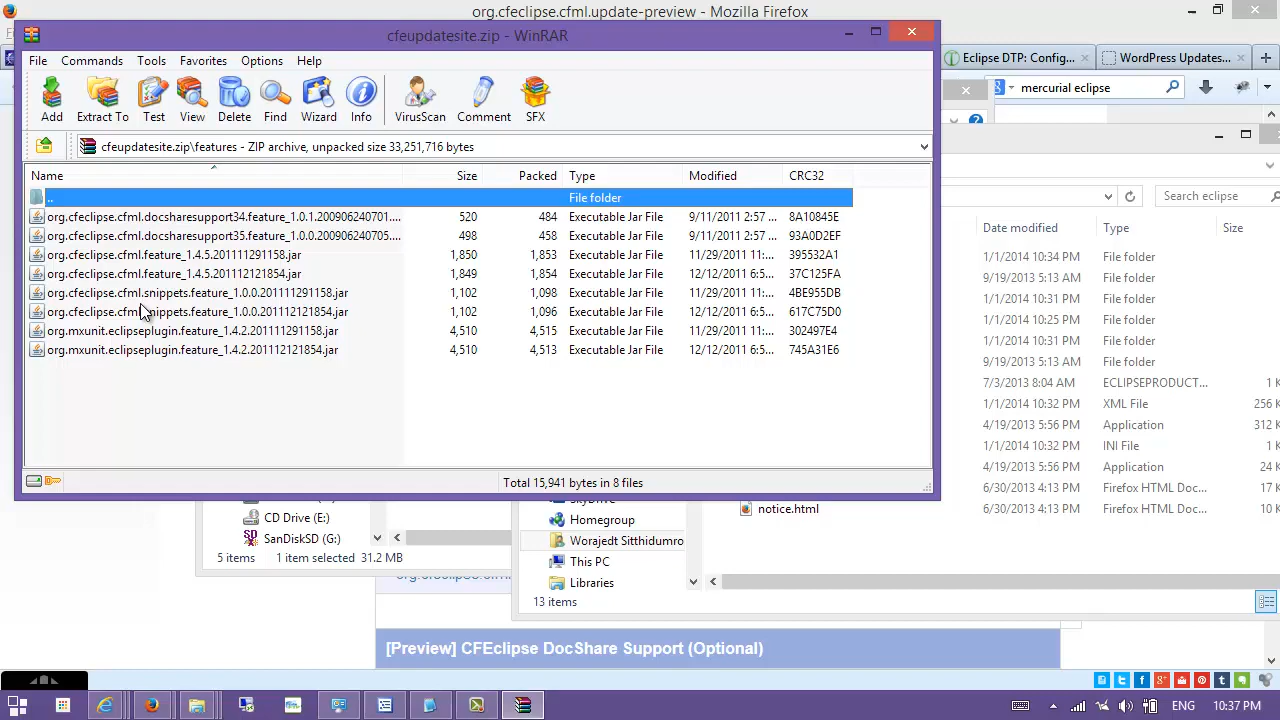 org.cfeclipse.cfml.update-preview - Mozilla Firefox
cfeupdatesite.zip - WinRAR
File Commands Tools Favorites Options Help
Eclipse DTP: Config...
WordPress Updates...
Add Extract To Test View Delete Find Wizard Info VirusScan Comment SFX
mercurial eclipse
cfeupdatesite.zip\features - ZIP archive, unpacked size 33,251,716 bytes
Name Size Packed Type Modified CRC32
.. File folder
org.cfeclipse.cfml.docsharesupport34.feature_1.0.1.200906240701.... 520 484 Executable Jar File 9/11/2011 2:57 ... 8A10845E
org.cfeclipse.cfml.docsharesupport35.feature_1.0.0.200906240705.... 498 458 Executable Jar File 9/11/2011 2:57 ... 93A0D2EF
org.cfeclipse.cfml.feature_1.4.5.201111291158.jar 1,850 1,853 Executable Jar File 11/29/2011 11:... 395532A1
org.cfeclipse.cfml.feature_1.4.5.201112121854.jar 1,849 1,854 Executable Jar File 12/12/2011 6:5... 37C125FA
org.cfeclipse.cfml.snippets.feature_1.0.0.201111291158.jar 1,102 1,098 Executable Jar File 11/29/2011 11:... 4BE955DB
org.cfeclipse.cfml.snippets.feature_1.0.0.201112121854.jar 1,102 1,096 Executable Jar File 12/12/2011 6:5... 617C75D0
org.mxunit.eclipseplugin.feature_1.4.2.201111291158.jar 4,510 4,515 Executable Jar File 11/29/2011 11:... 302497E4
org.mxunit.eclipseplugin.feature_1.4.2.201112121854.jar 4,510 4,513 Executable Jar File 12/12/2011 6:5... 745A31E6
Total 15,941 bytes in 8 files
Search eclipse
Date modified Type Size
1/1/2014 10:34 PM File folder
9/19/2013 5:13 AM File folder
1/1/2014 10:31 PM File folder
1/1/2014 10:25 PM File folder
1/1/2014 10:31 PM File folder
9/19/2013 5:13 AM File folder
7/3/2013 8:04 AM ECLIPSEPRODUCT... 1 K
1/1/2014 10:32 PM XML File 256 K
4/19/2013 5:56 PM Application 312 K
1/1/2014 10:32 PM INI File 1 K
4/19/2013 5:56 PM Application 24 K
6/30/2013 4:13 PM Firefox HTML Doc... 17 K
notice.html 6/30/2013 4:13 PM Firefox HTML Doc... 9 K
CD Drive (E:)
SanDiskSD (G:)
5 items 1 item selected 31.2 MB
SkyDrive
Homegroup
Worajedt Sitthidumro
This PC
Libraries
13 items
[Preview] CFEclipse DocShare Support (Optional)
ENG 10:37 PM